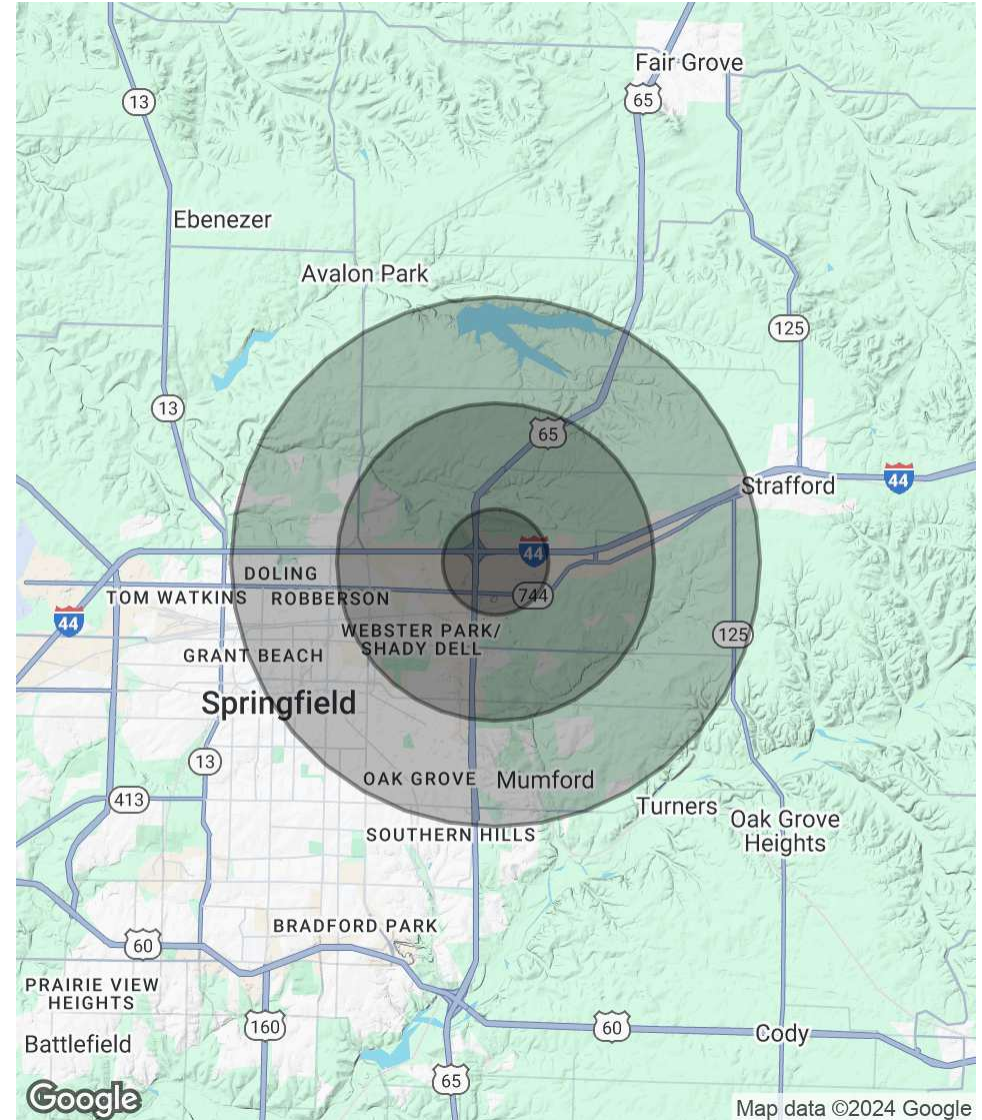 Fair Grove
65
13
Ebenezer
Avalon Park
125
13
65
Strafford
44
44
DOLING
TOM WATKINS
ROBBERSON
744
44
WEBSTER PARK/
SHADY DELL
125
GRANT BEACH
Springfield
13
OAK GROVE
Mumford
413
Turners
Oak Grove
Heights
SOUTHERN HILLS
BRADFORD PARK
60
PRAIRIE VIEW
HEIGHTS
160
60
Cody
Battlefield
65
Google
Map data ©2024 Google